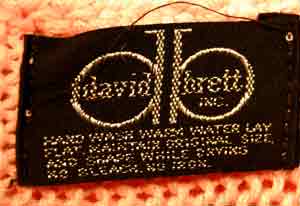 david brett
INC.
HAND WASH WARM WATER LAY
FLAT MAINTAIN ORIGINAL SIZE
AND SHAPE WHILE DRYING
NO BLEACH, NO IRON.